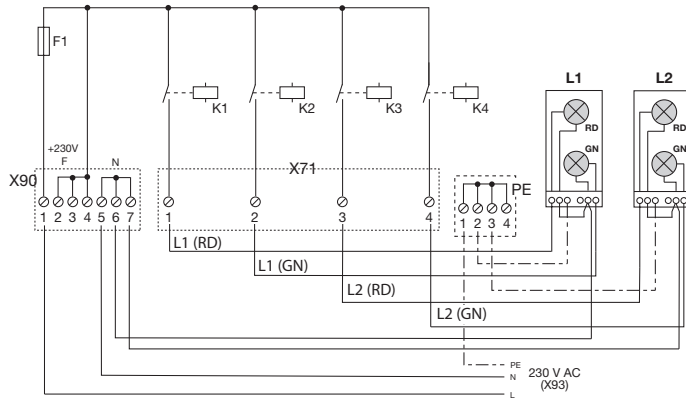 F1
K1 K2 K3 K4
L1 L2
RD RD
GN GN
+230V
F N
X90 X71 PE
1 2 3 4 5 6 7
1 2 3 4
1 2 3 4
L1 (RD)
L1 (GN)
L2 (RD)
L2 (GN)
PE
N 230 V AC
(X93)
L